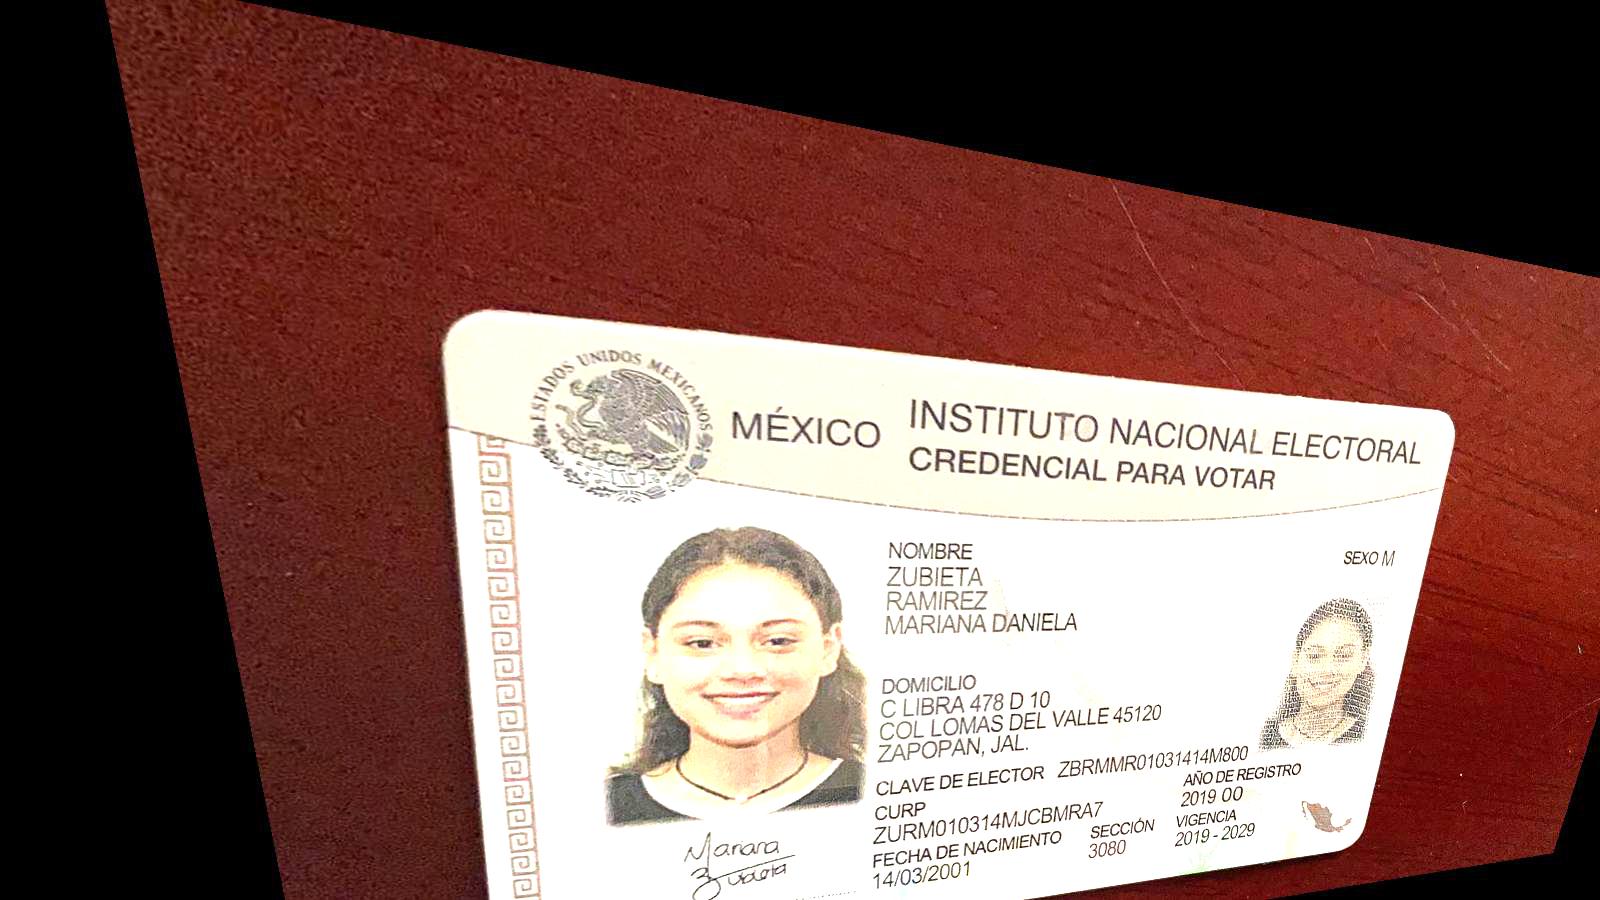 ESTADOS UNIDOS MEXICANOS
MÉXICO INSTITUTO NACIONAL ELECTORAL
CREDENCIAL PARA VOTAR
NOMBRE
ZUBIETA
RAMIREZ
MARIANA DANIELA
SEXO M
DOMICILIO
C LIBRA 478 D 10
COL LOMAS DEL VALLE 45120
ZAPOPAN, JAL.
CLAVE DE ELECTOR ZBRMMR01031414M800
CURP
ZURM010314MJCBMRA7
AÑO DE REGISTRO
2019 00
FECHA DE NACIMIENTO
14/03/2001
SECCIÓN
3080
VIGENCIA
2019 - 2029
Mariana
Zubieta